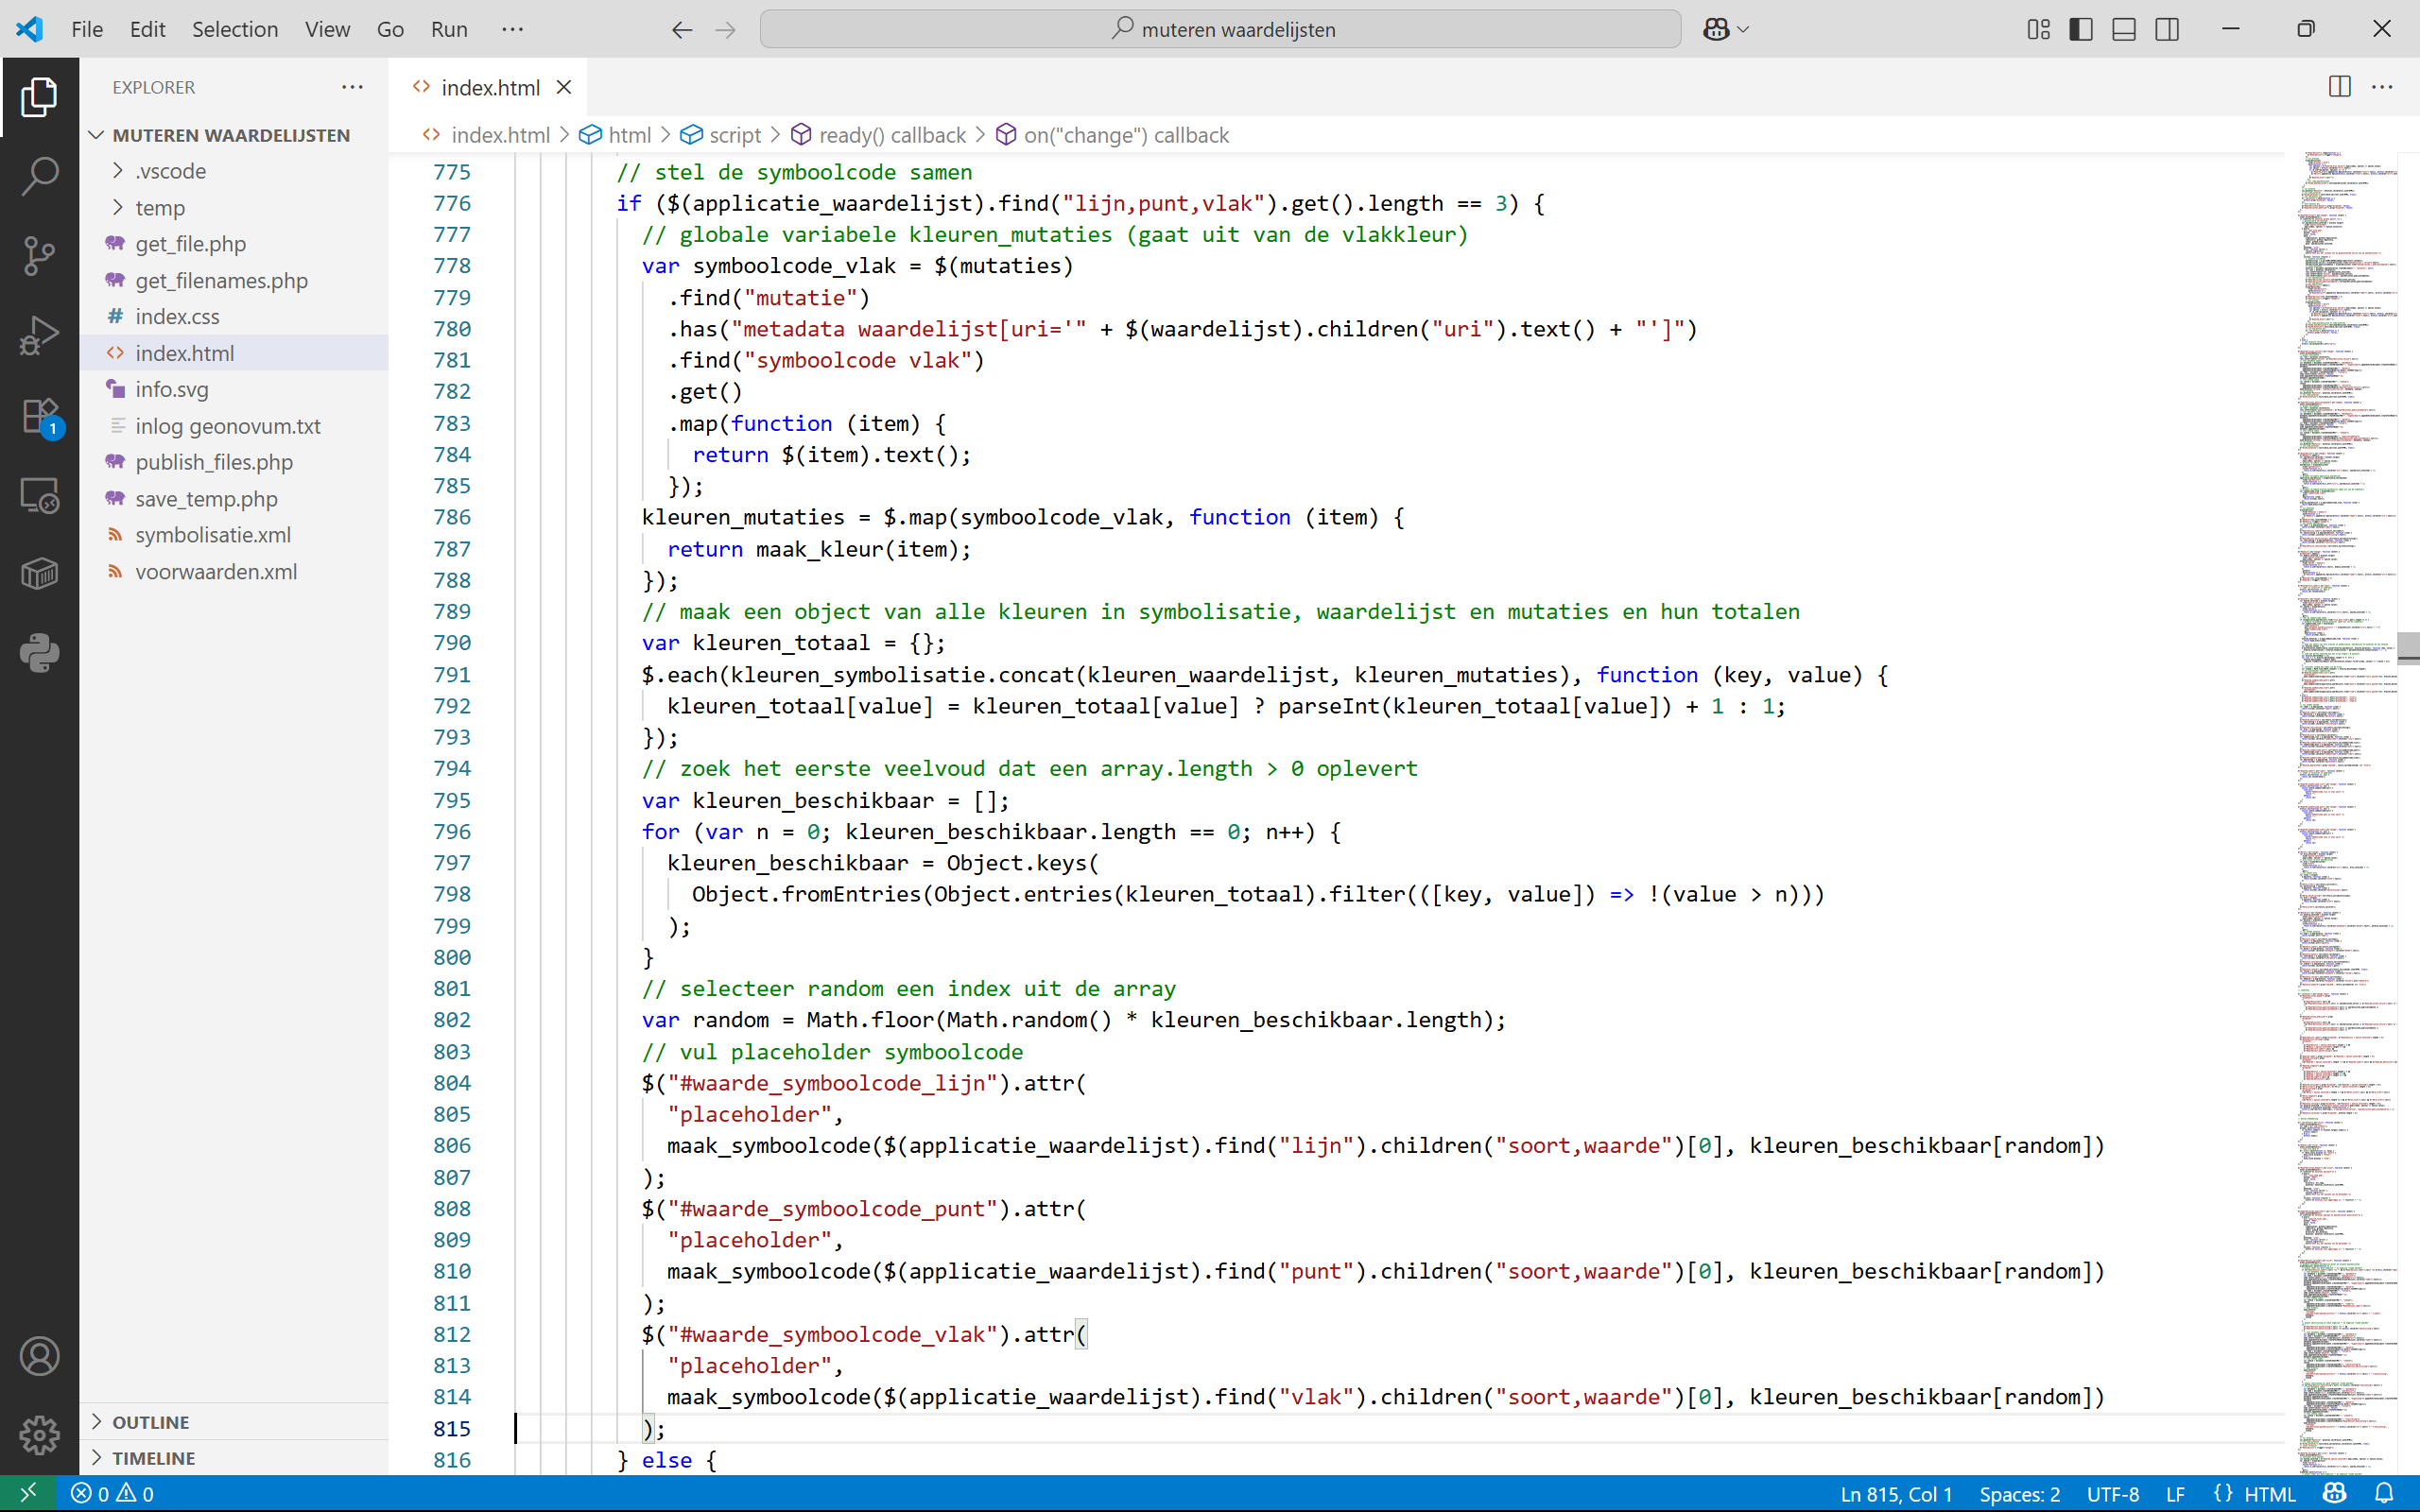 File Edit Selection View Go Run ··· muteren waardelijsten
EXPLORER ···
index.html
MUTEREN WAARDELIJSTEN
.vscode
temp
get_file.php
get_filenames.php
index.css
index.html
info.svg
inlog geonovum.txt
publish_files.php
save_temp.php
symbolisatie.xml
voorwaarden.xml
1
OUTLINE
TIMELINE
index.html > html > script > ready() callback > on("change") callback
775 // stel de symboolcode samen
776 if ($(applicatie_waardelijst).find("lijn,punt,vlak").get().length == 3) {
777 // globale variabele kleuren_mutaties (gaat uit van de vlakkleur)
778 var symboolcode_vlak = $(mutaties)
779 .find("mutatie")
780 .has("metadata waardelijst[uri='" + $(waardelijst).children("uri").text() + "']")
781 .find("symboolcode vlak")
782 .get()
783 .map(function (item) {
784 return $(item).text();
785 });
786 kleuren_mutaties = $.map(symboolcode_vlak, function (item) {
787 return maak_kleur(item);
788 });
789 // maak een object van alle kleuren in symbolisatie, waardelijst en mutaties en hun totalen
790 var kleuren_totaal = {};
791 $.each(kleuren_symbolisatie.concat(kleuren_waardelijst, kleuren_mutaties), function (key, value) {
792 kleuren_totaal[value] = kleuren_totaal[value] ? parseInt(kleuren_totaal[value]) + 1 : 1;
793 });
794 // zoek het eerste veelvoud dat een array.length > 0 oplevert
795 var kleuren_beschikbaar = [];
796 for (var n = 0; kleuren_beschikbaar.length == 0; n++) {
797 kleuren_beschikbaar = Object.keys(
798 Object.fromEntries(Object.entries(kleuren_totaal).filter(([key, value]) => !(value > n)))
799 );
800 }
801 // selecteer random een index uit de array
802 var random = Math.floor(Math.random() * kleuren_beschikbaar.length);
803 // vul placeholder symboolcode
804 $("#waarde_symboolcode_lijn").attr(
805 "placeholder",
806 maak_symboolcode($(applicatie_waardelijst).find("lijn").children("soort,waarde")[0], kleuren_beschikbaar[random])
807 );
808 $("#waarde_symboolcode_punt").attr(
809 "placeholder",
810 maak_symboolcode($(applicatie_waardelijst).find("punt").children("soort,waarde")[0], kleuren_beschikbaar[random])
811 );
812 $("#waarde_symboolcode_vlak").attr(
813 "placeholder",
814 maak_symboolcode($(applicatie_waardelijst).find("vlak").children("soort,waarde")[0], kleuren_beschikbaar[random])
815 );
816 } else {
0 0 Ln 815, Col 1 Spaces: 2 UTF-8 LF {} HTML